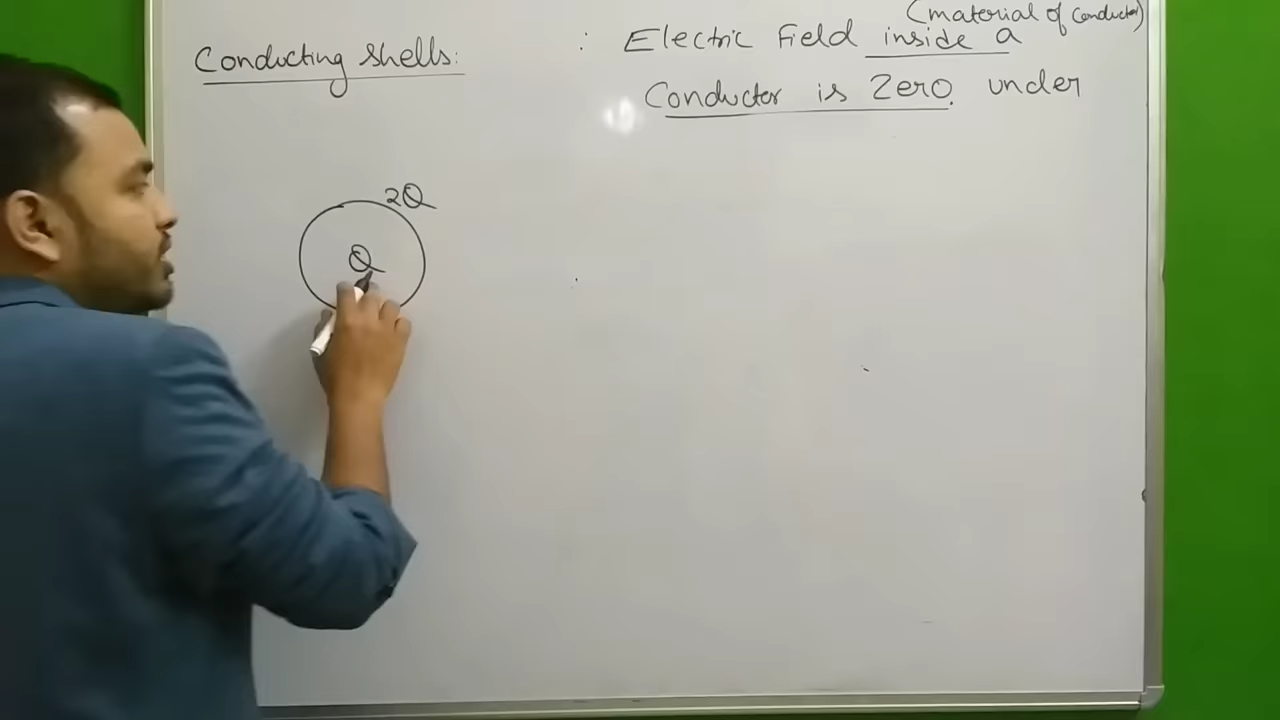 Conducting shells:
(material of conductor)
: Electric Field inside a
Conductor is Zero. under
2Q
Q